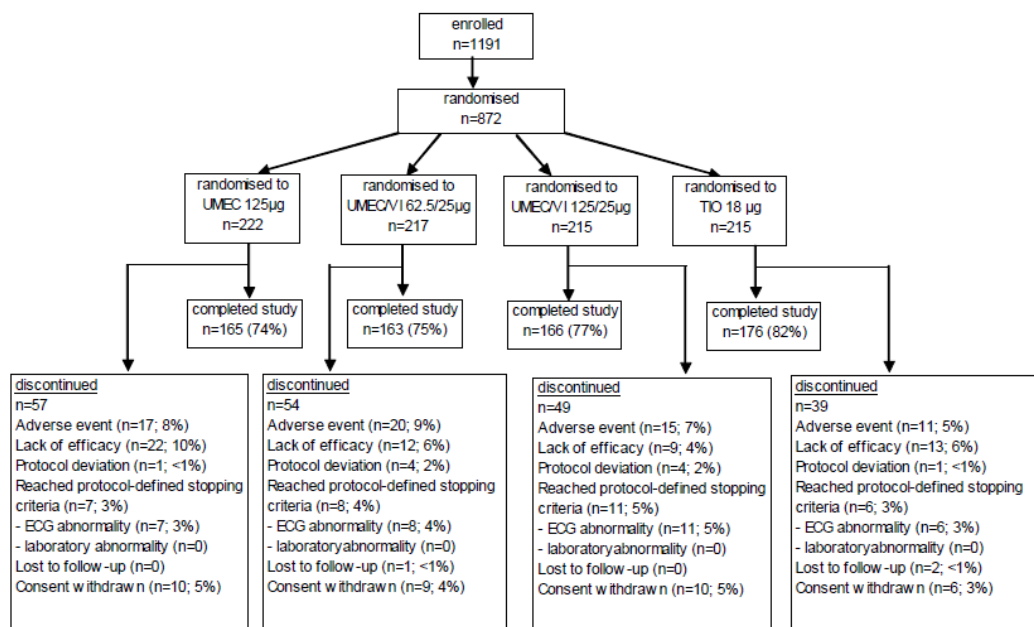 enrolled
n=1191
randomised
n=872
randomised to
UMEC 125µg
n=222
randomised to
UMEC/VI 62.5/25µg
n=217
randomised to
UMEC/VI 125/25µg
n=215
randomised to
TIO 18 µg
n=215
completed study
n=165 (74%)
completed study
n=163 (75%)
completed study
n=166 (77%)
completed study
n=176 (82%)
discontinued
n=57
Adverse event (n=17; 8%)
Lack of efficacy (n=22; 10%)
Protocol deviation (n=1; <1%)
Reached protocol-defined stopping
criteria (n=7; 3%)
- ECG abnormality (n=7; 3%)
- laboratory abnormality (n=0)
Lost to follow-up (n=0)
Consent withdrawn (n=10; 5%)
discontinued
n=54
Adverse event (n=20; 9%)
Lack of efficacy (n=12; 6%)
Protocol deviation (n=4; 2%)
Reached protocol-defined stopping
criteria (n=8; 4%)
- ECG abnormality (n=8; 4%)
- laboratoryabnormality (n=0)
Lost to follow-up (n=1; <1%)
Consent withdrawn (n=9; 4%)
discontinued
n=49
Adverse event (n=15; 7%)
Lack of efficacy (n=9; 4%)
Protocol deviation (n=4; 2%)
Reached protocol-defined stopping
criteria (n=11; 5%)
- ECG abnormality (n=11; 5%)
- laboratoryabnormality (n=0)
Lost to follow-up (n=0)
Consent withdrawn (n=10; 5%)
discontinued
n=39
Adverse event (n=11; 5%)
Lack of efficacy (n=13; 6%)
Protocol deviation (n=1; <1%)
Reached protocol-defined stopping
criteria (n=6; 3%)
- ECG abnormality (n=6; 3%)
- laboratoryabnormality (n=0)
Lost to follow-up (n=2; <1%)
Consent withdrawn (n=6; 3%)